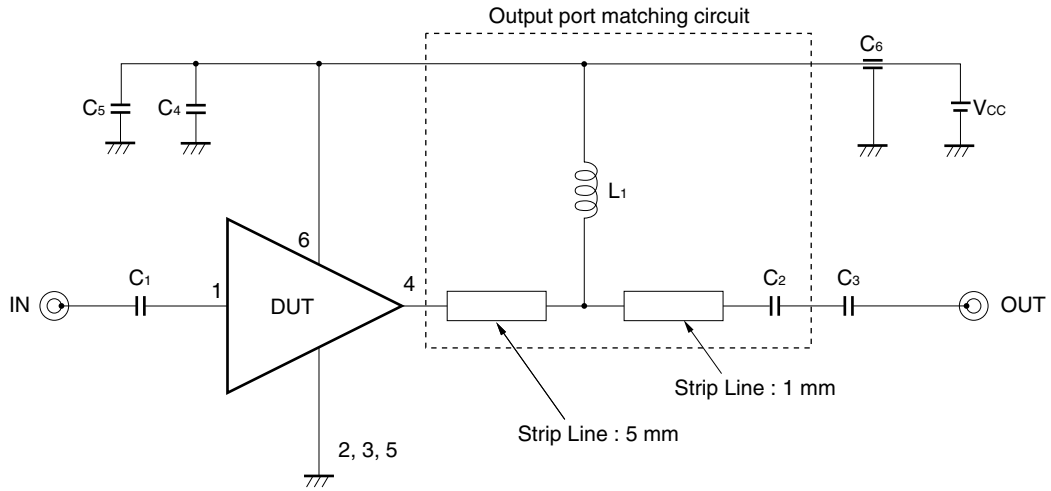 Output port matching circuit
C6
C5
C4
VCC
L1
6
C1
1
DUT
4
C2
C3
IN
OUT
Strip Line : 1 mm
Strip Line : 5 mm
2, 3, 5